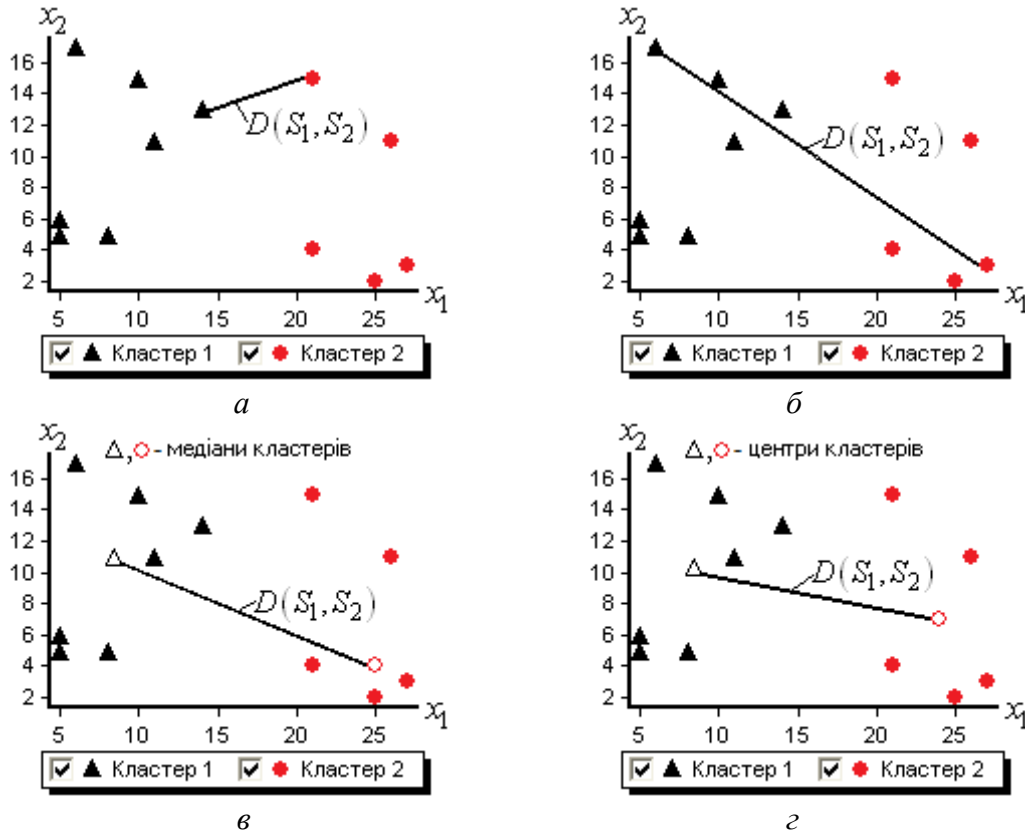 x₂
16
14
12
10
8
6
4
2
D(S₁, S₂)
5 10 15 20 25 x₁
Кластер 1 Кластер 2
а
x₂
16
14
12
10
8
6
4
2
D(S₁, S₂)
5 10 15 20 25 x₁
Кластер 1 Кластер 2
б
x₂
, - медіани кластерів
16
14
12
10
8
6
4
2
D(S₁, S₂)
5 10 15 20 25 x₁
Кластер 1 Кластер 2
в
x₂
, - центри кластерів
16
14
12
10
8
6
4
2
D(S₁, S₂)
5 10 15 20 25 x₁
Кластер 1 Кластер 2
г